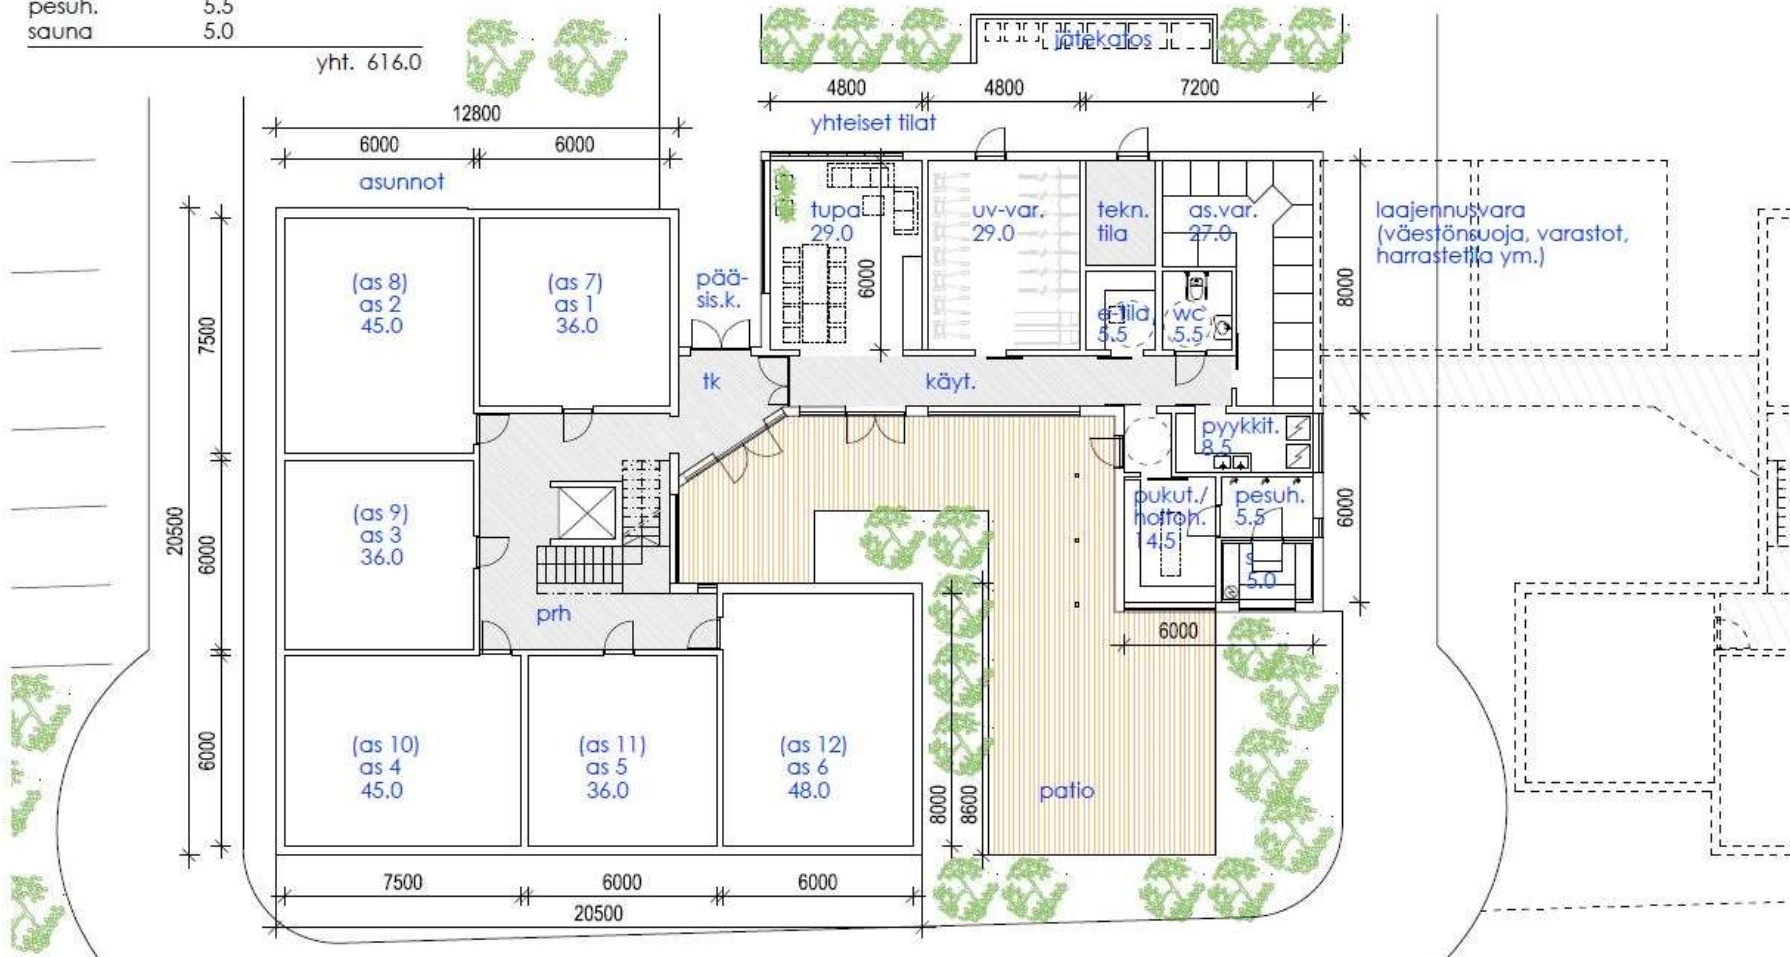 pesuh. 5.5
sauna 5.0
yht. 616.0
jätekatos
4800
4800
7200
12800
yhteiset tilat
6000
6000
asunnot
tupa
29.0
uv-var.
29.0
tekn.
tila
as.var.
27.0
laajennusvara
(väestönsuoja, varastot,
harrastetila ym.)
(as 8)
as 2
45.0
(as 7)
as 1
36.0
pää-
sis.k.
6000
8000
7500
e-tila
5.5
wc
5.5
tk
käyt.
pyykkit.
8.5
pukut./
hoitoh.
14.5
pesuh.
5.5
6000
(as 9)
as 3
36.0
20500
6000
s
5.0
prh
6000
(as 10)
as 4
45.0
(as 11)
as 5
36.0
(as 12)
as 6
48.0
6000
8000
8600
patio
7500
6000
6000
20500